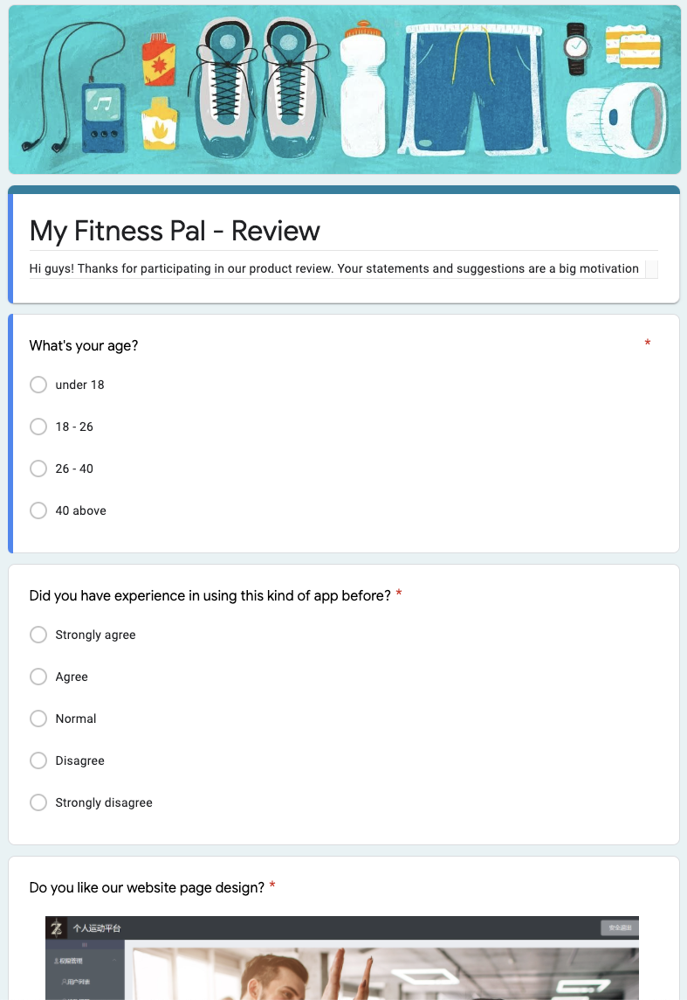 My Fitness Pal - Review
Hi guys! Thanks for participating in our product review. Your statements and suggestions are a big motivation
What's your age? *
under 18
18 - 26
26 - 40
40 above
Did you have experience in using this kind of app before? *
Strongly agree
Agree
Normal
Disagree
Strongly disagree
Do you like our website page design? *
个人运动平台
安全退出
权限管理
用户列表